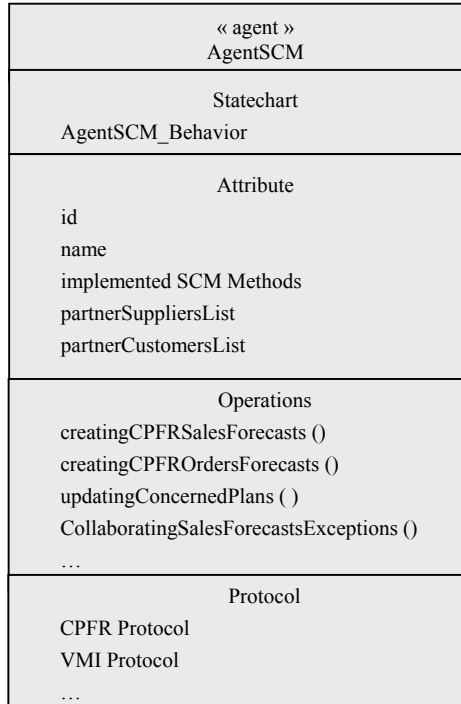 « agent »
AgentSCM
Statechart
AgentSCM_Behavior
Attribute
id
name
implemented SCM Methods
partnerSuppliersList
partnerCustomersList
Operations
creatingCPFRSalesForecasts ()
creatingCPFROrdersForecasts ()
updatingConcernedPlans ( )
CollaboratingSalesForecastsExceptions ()
…
Protocol
CPFR Protocol
VMI Protocol
…